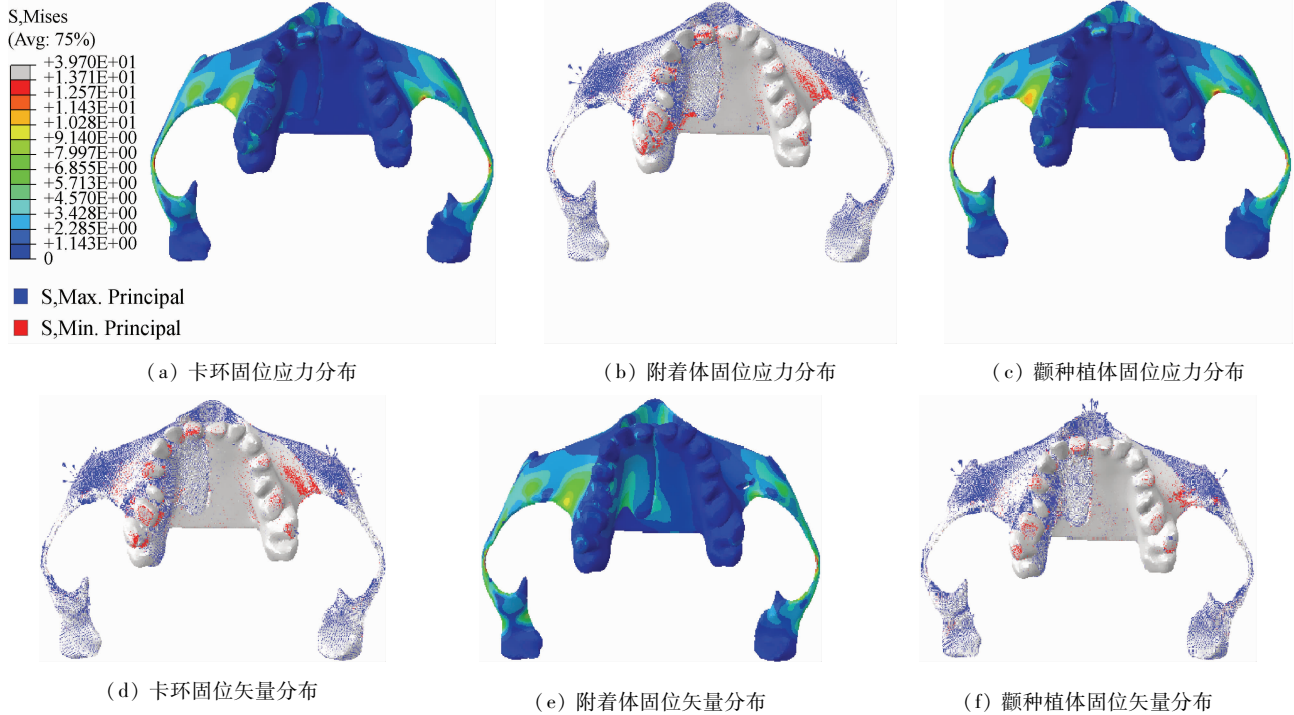 S,Mises
(Avg: 75%)
+3.970E+01
+1.371E+01
+1.257E+01
+1.143E+01
+1.028E+01
+9.140E+00
+7.997E+00
+6.855E+00
+5.713E+00
+4.570E+00
+3.428E+00
+2.285E+00
+1.143E+00
0
S,Max. Principal
S,Min. Principal
(a) 卡环固位应力分布
(b) 附着体固位应力分布
(c) 颧种植体固位应力分布
(d) 卡环固位矢量分布
(e) 附着体固位矢量分布
(f) 颧种植体固位矢量分布